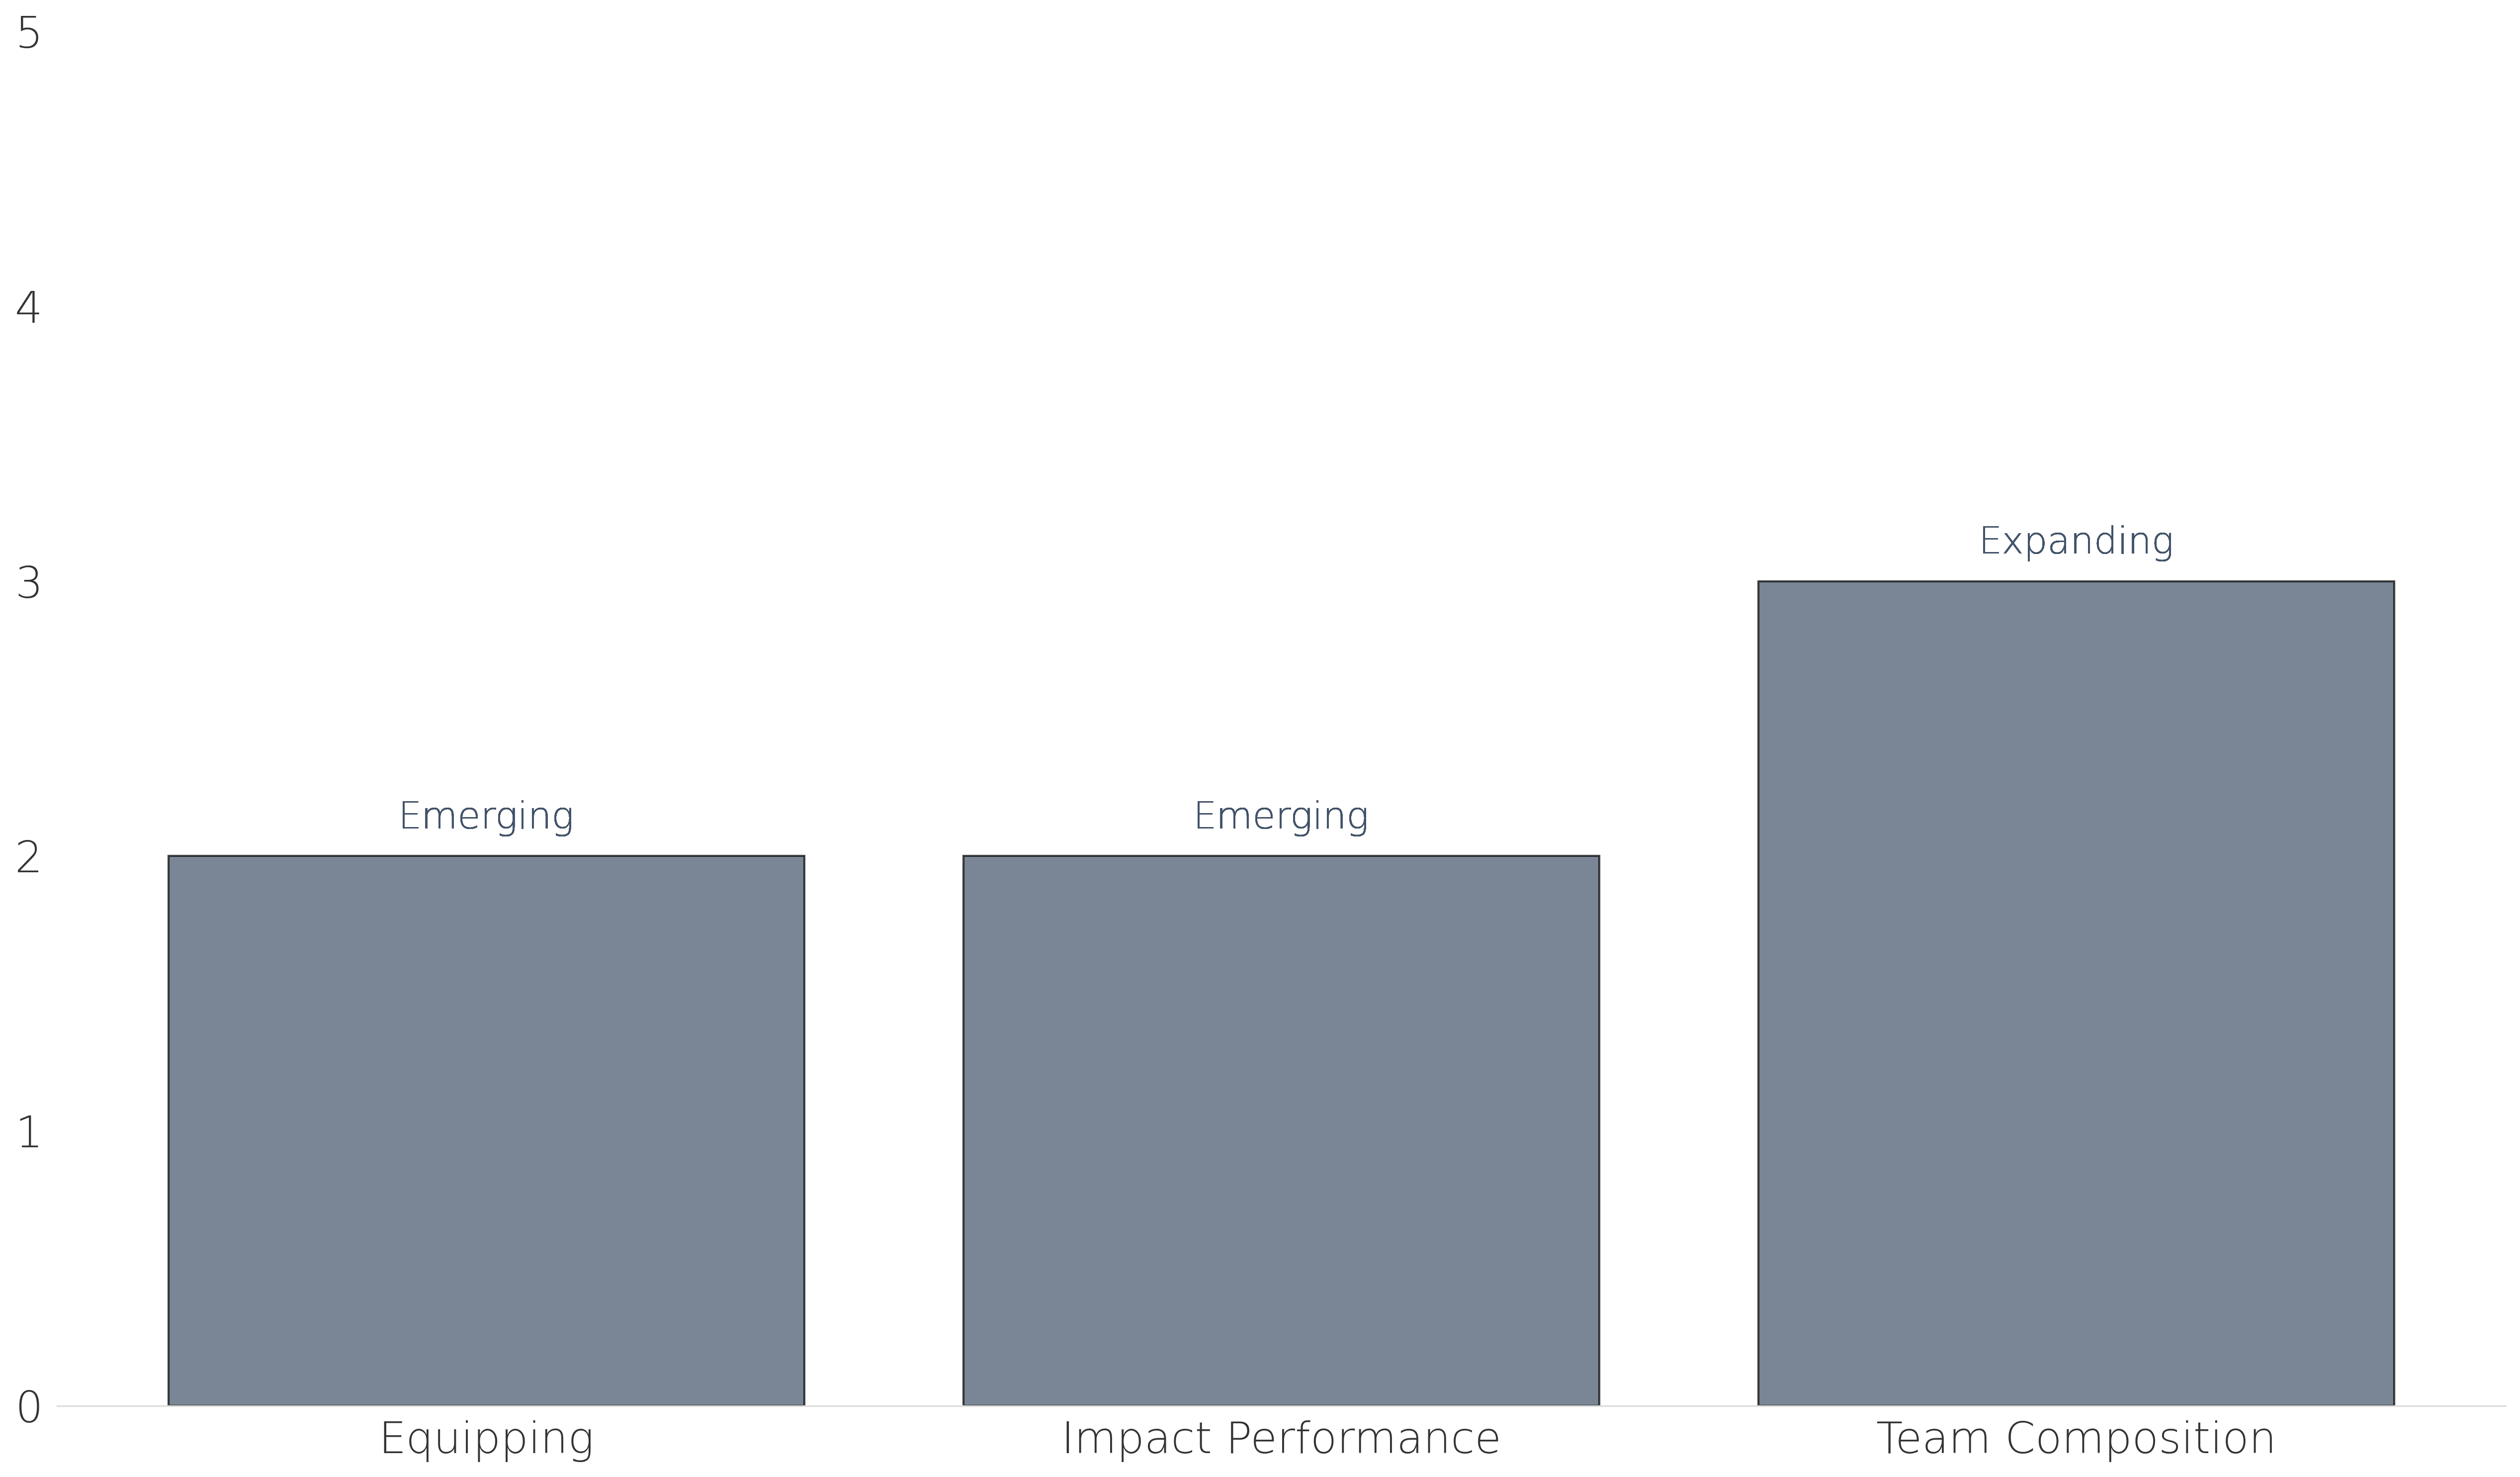 5
4
3
Expanding
Emerging
Emerging
2
1
0
Equipping
Impact Performance
Team Composition